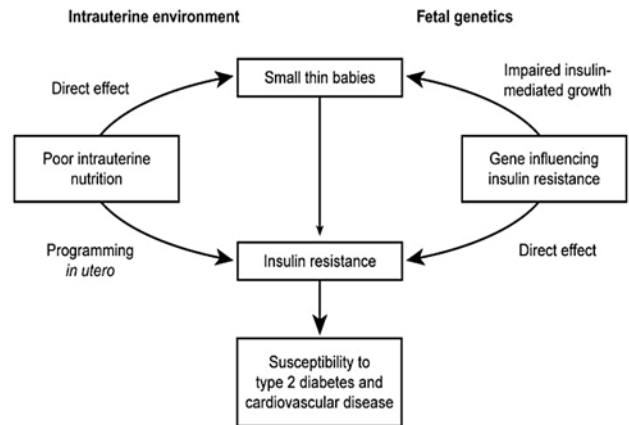 Intrauterine environment
Fetal genetics
Small thin babies
Direct effect
Impaired insulin-
mediated growth
Poor intrauterine
nutrition
Gene influencing
insulin resistance
Programming
in utero
Insulin resistance
Direct effect
Susceptibility to
type 2 diabetes and
cardiovascular disease